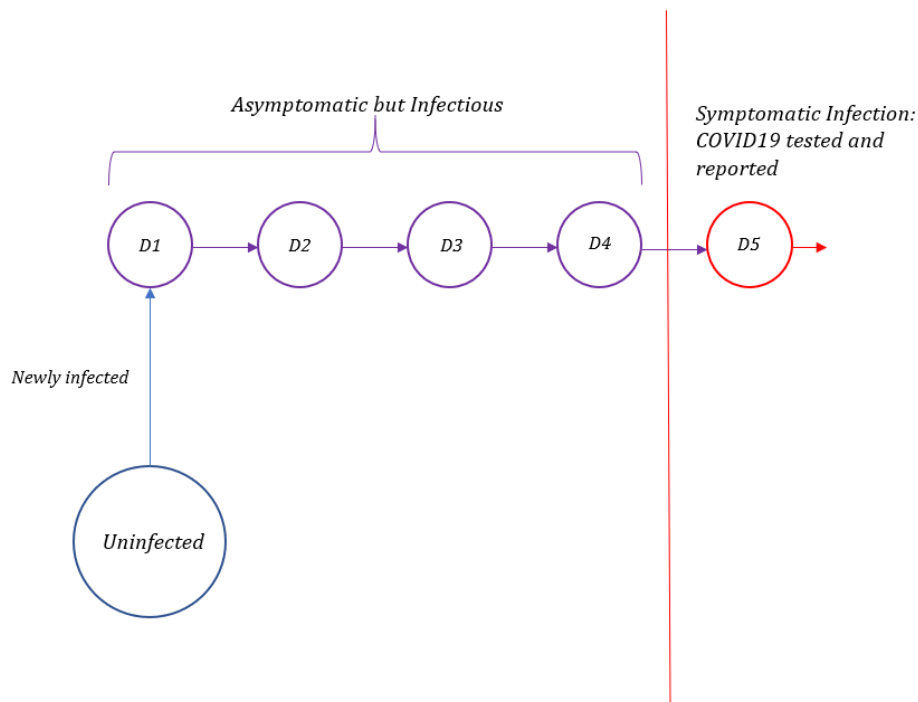 Asymptomatic but Infectious
Symptomatic Infection:
COVID19 tested and
reported
D1
D2
D3
D4
D5
Newly infected
Uninfected